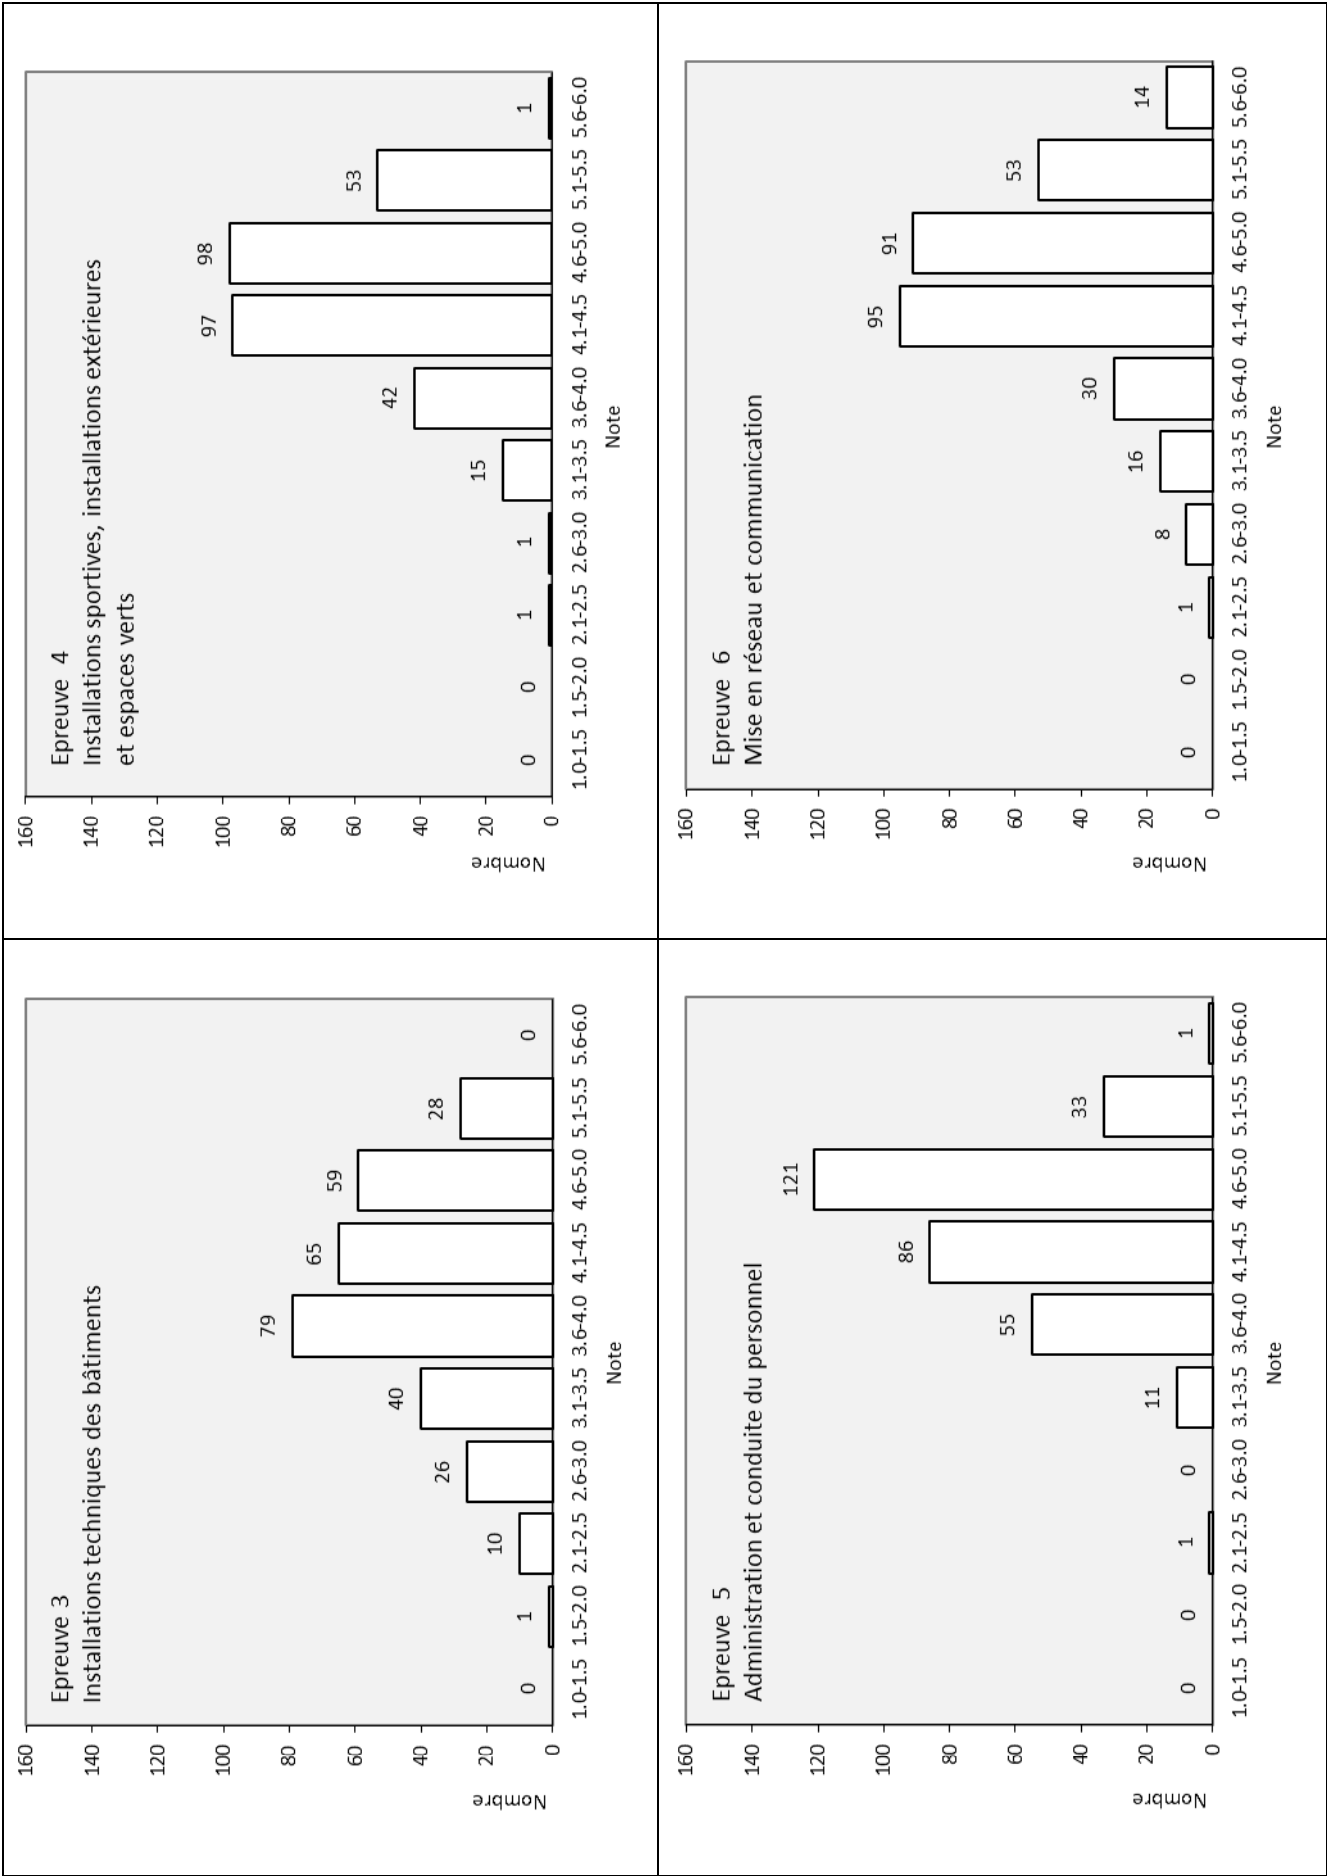 Epreuve 3
Installations techniques des bâtiments
160
140
120
100
80
60
40
20
0
Nombre
0 1 10 26 40 79 65 59 28 0
1.0-1.5 1.5-2.0 2.1-2.5 2.6-3.0 3.1-3.5 3.6-4.0 4.1-4.5 4.6-5.0 5.1-5.5 5.6-6.0
Note
Epreuve 4
Installations sportives, installations extérieures
et espaces verts
160
140
120
100
80
60
40
20
0
Nombre
0 0 1 1 15 42 97 98 53 1
1.0-1.5 1.5-2.0 2.1-2.5 2.6-3.0 3.1-3.5 3.6-4.0 4.1-4.5 4.6-5.0 5.1-5.5 5.6-6.0
Note
Epreuve 5
Administration et conduite du personnel
160
140
120
100
80
60
40
20
0
Nombre
0 0 1 0 11 55 86 121 33 1
1.0-1.5 1.5-2.0 2.1-2.5 2.6-3.0 3.1-3.5 3.6-4.0 4.1-4.5 4.6-5.0 5.1-5.5 5.6-6.0
Note
Epreuve 6
Mise en réseau et communication
160
140
120
100
80
60
40
20
0
Nombre
0 0 1 8 16 30 95 91 53 14
1.0-1.5 1.5-2.0 2.1-2.5 2.6-3.0 3.1-3.5 3.6-4.0 4.1-4.5 4.6-5.0 5.1-5.5 5.6-6.0
Note